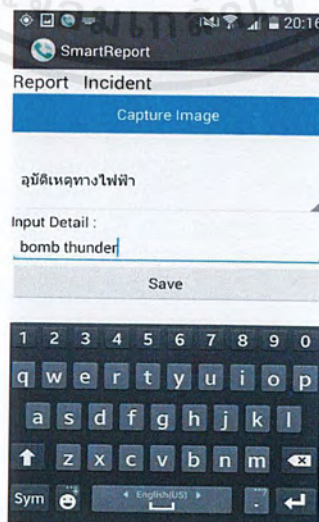 20:16
SmartReport
Report Incident
Capture Image
อุบัติเหตุทางไฟฟ้า
Input Detail :
bomb thunder
Save
1 2 3 4 5 6 7 8 9 0
q w e r t y u i o p
a s d f g h j k l
z x c v b n m
Sym English(US) .